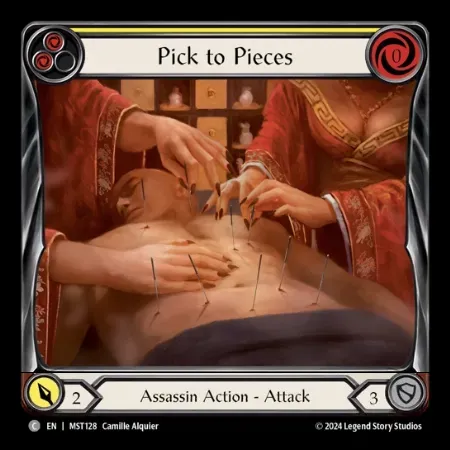 Pick to Pieces
0
2
Assassin Action - Attack
3
C EN | MST128 Camille Alquier
© 2024 Legend Story Studios